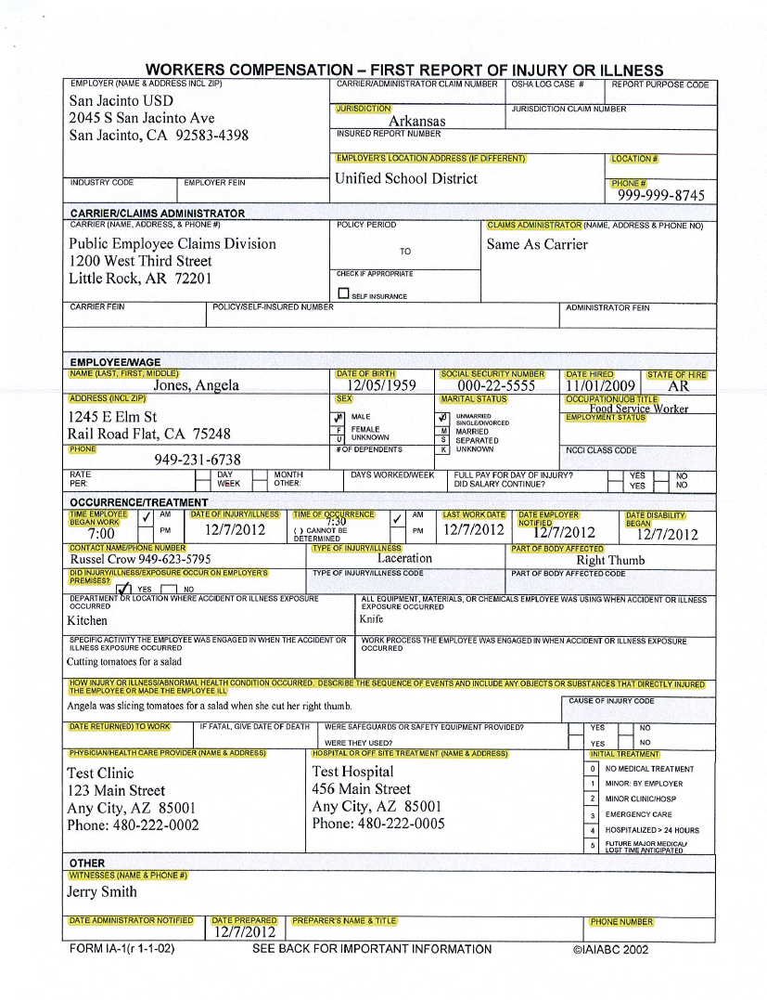 WORKERS COMPENSATION – FIRST REPORT OF INJURY OR ILLNESS
EMPLOYER (NAME & ADDRESS INCL ZIP)
San Jacinto USD
2045 S San Jacinto Ave
San Jacinto, CA 92583-4398
CARRIER/ADMINISTRATOR CLAIM NUMBER
OSHA LOG CASE #
REPORT PURPOSE CODE
JURISDICTION
Arkansas
JURISDICTION CLAIM NUMBER
INSURED REPORT NUMBER
EMPLOYER'S LOCATION ADDRESS (IF DIFFERENT)
Unified School District
LOCATION #
PHONE #
999-999-8745
INDUSTRY CODE
EMPLOYER FEIN
CARRIER/CLAIMS ADMINISTRATOR
CARRIER (NAME, ADDRESS, & PHONE #)
Public Employee Claims Division
1200 West Third Street
Little Rock, AR 72201
POLICY PERIOD
TO
CHECK IF APPROPRIATE
SELF INSURANCE
CLAIMS ADMINISTRATOR (NAME, ADDRESS & PHONE NO)
Same As Carrier
CARRIER FEIN
POLICY/SELF-INSURED NUMBER
ADMINISTRATOR FEIN
EMPLOYEE/WAGE
NAME (LAST, FIRST, MIDDLE)
Jones, Angela
DATE OF BIRTH
12/05/1959
SOCIAL SECURITY NUMBER
000-22-5555
DATE HIRED
11/01/2009
STATE OF HIRE
AR
ADDRESS (INCL ZIP)
1245 E Elm St
Rail Road Flat, CA 75248
SEX
M MALE
F FEMALE
U UNKNOWN
MARITAL STATUS
U UNMARRIED
SINGLE/DIVORCED
M MARRIED
S SEPARATED
K UNKNOWN
OCCUPATION/JOB TITLE
Food Service Worker
EMPLOYMENT STATUS
PHONE
949-231-6738
# OF DEPENDENTS
NCCI CLASS CODE
RATE
PER:
DAY
WEEK
MONTH
OTHER:
DAYS WORKED/WEEK
FULL PAY FOR DAY OF INJURY?
DID SALARY CONTINUE?
YES NO
YES NO
OCCURRENCE/TREATMENT
TIME EMPLOYEE
BEGAN WORK
7:00
✓ AM
PM
DATE OF INJURY/ILLNESS
12/7/2012
TIME OF OCCURRENCE
7:30
( ) CANNOT BE
DETERMINED
✓ AM
PM
LAST WORK DATE
12/7/2012
DATE EMPLOYER
NOTIFIED
12/7/2012
DATE DISABILITY
BEGAN
12/7/2012
CONTACT NAME/PHONE NUMBER
Russel Crow 949-623-5795
TYPE OF INJURY/ILLNESS
Laceration
PART OF BODY AFFECTED
Right Thumb
DID INJURY/ILLNESS/EXPOSURE OCCUR ON EMPLOYER'S
PREMISES?
✓ YES NO
TYPE OF INJURY/ILLNESS CODE
PART OF BODY AFFECTED CODE
DEPARTMENT OR LOCATION WHERE ACCIDENT OR ILLNESS EXPOSURE
OCCURRED
Kitchen
ALL EQUIPMENT, MATERIALS, OR CHEMICALS EMPLOYEE WAS USING WHEN ACCIDENT OR ILLNESS
EXPOSURE OCCURRED
Knife
SPECIFIC ACTIVITY THE EMPLOYEE WAS ENGAGED IN WHEN THE ACCIDENT OR
ILLNESS EXPOSURE OCCURRED
Cutting tomatoes for a salad
WORK PROCESS THE EMPLOYEE WAS ENGAGED IN WHEN ACCIDENT OR ILLNESS EXPOSURE
OCCURRED
HOW INJURY OR ILLNESS/ABNORMAL HEALTH CONDITION OCCURRED. DESCRIBE THE SEQUENCE OF EVENTS AND INCLUDE ANY OBJECTS OR SUBSTANCES THAT DIRECTLY INJURED
THE EMPLOYEE OR MADE THE EMPLOYEE ILL
Angela was slicing tomatoes for a salad when she cut her right thumb.
CAUSE OF INJURY CODE
DATE RETURN(ED) TO WORK
IF FATAL, GIVE DATE OF DEATH
WERE SAFEGUARDS OR SAFETY EQUIPMENT PROVIDED?
WERE THEY USED?
YES NO
YES NO
PHYSICIAN/HEALTH CARE PROVIDER (NAME & ADDRESS)
Test Clinic
123 Main Street
Any City, AZ 85001
Phone: 480-222-0002
HOSPITAL OR OFF SITE TREATMENT (NAME & ADDRESS)
Test Hospital
456 Main Street
Any City, AZ 85001
Phone: 480-222-0005
INITIAL TREATMENT
0 NO MEDICAL TREATMENT
1 MINOR: BY EMPLOYER
2 MINOR CLINIC/HOSP
3 EMERGENCY CARE
4 HOSPITALIZED > 24 HOURS
5 FUTURE MAJOR MEDICAL/
LOST TIME ANTICIPATED
OTHER
WITNESSES (NAME & PHONE #)
Jerry Smith
DATE ADMINISTRATOR NOTIFIED
DATE PREPARED
12/7/2012
PREPARER'S NAME & TITLE
PHONE NUMBER
FORM IA-1(r 1-1-02)
SEE BACK FOR IMPORTANT INFORMATION
©IAIABC 2002